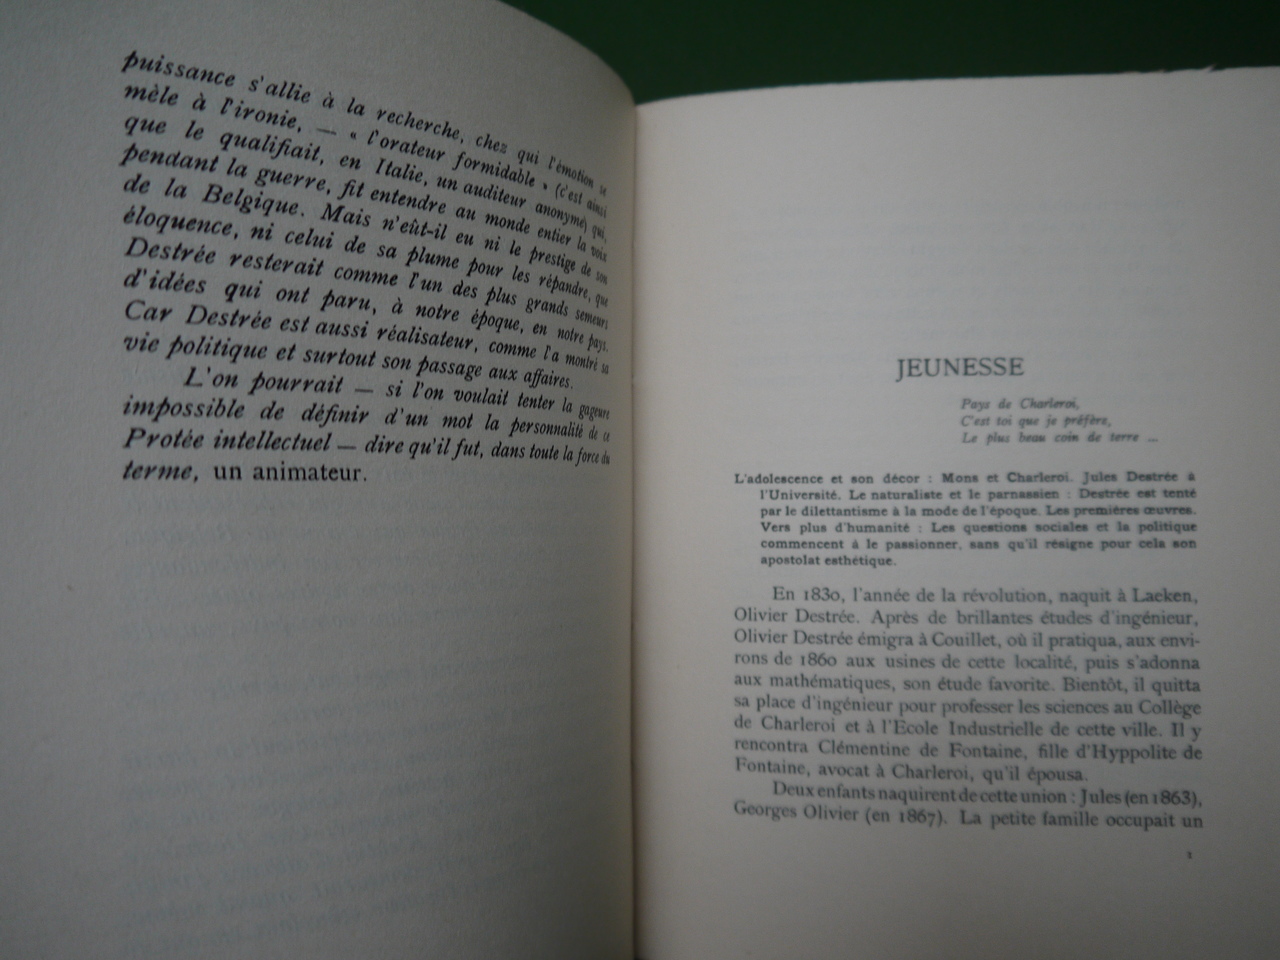 puissance s'allie à la recherche, chez qui l'émotion se
mêle à l'ironie, — « l'orateur formidable » (c'est ainsi
que le qualifiait, en Italie, un auditeur anonyme) qui,
pendant la guerre, fit entendre au monde entier la voix
de la Belgique. Mais n'eût-il eu ni le prestige de son
éloquence, ni celui de sa plume pour les répandre, que
Destrée resterait comme l'un des plus grands semeurs
d'idées qui ont paru, à notre époque, en notre pays.
Car Destrée est aussi réalisateur, comme l'a montré sa
vie politique et surtout son passage aux affaires.
L'on pourrait — si l'on voulait tenter la gageure
impossible de définir d'un mot la personnalité de ce
Protée intellectuel — dire qu'il fut, dans toute la force du
terme, un animateur.
JEUNESSE
Pays de Charleroi,
C'est toi que je préfère,
Le plus beau coin de terre ...
L'adolescence et son décor : Mons et Charleroi. Jules Destrée à
l'Université. Le naturaliste et le parnassien : Destrée est tenté
par le dilettantisme à la mode de l'époque. Les premières œuvres.
Vers plus d'humanité : Les questions sociales et la politique
commencent à le passionner, sans qu'il résigne pour cela son
apostolat esthétique.
En 1830, l'année de la révolution, naquit à Laeken,
Olivier Destrée. Après de brillantes études d'ingénieur,
Olivier Destrée émigra à Couillet, où il pratiqua, aux envi-
rons de 1860 aux usines de cette localité, puis s'adonna
aux mathématiques, son étude favorite. Bientôt, il quitta
sa place d'ingénieur pour professer les sciences au Collège
de Charleroi et à l'Ecole Industrielle de cette ville. Il y
rencontra Clémentine de Fontaine, fille d'Hyppolite de
Fontaine, avocat à Charleroi, qu'il épousa.
Deux enfants naquirent de cette union : Jules (en 1863),
Georges Olivier (en 1867). La petite famille occupait un
1